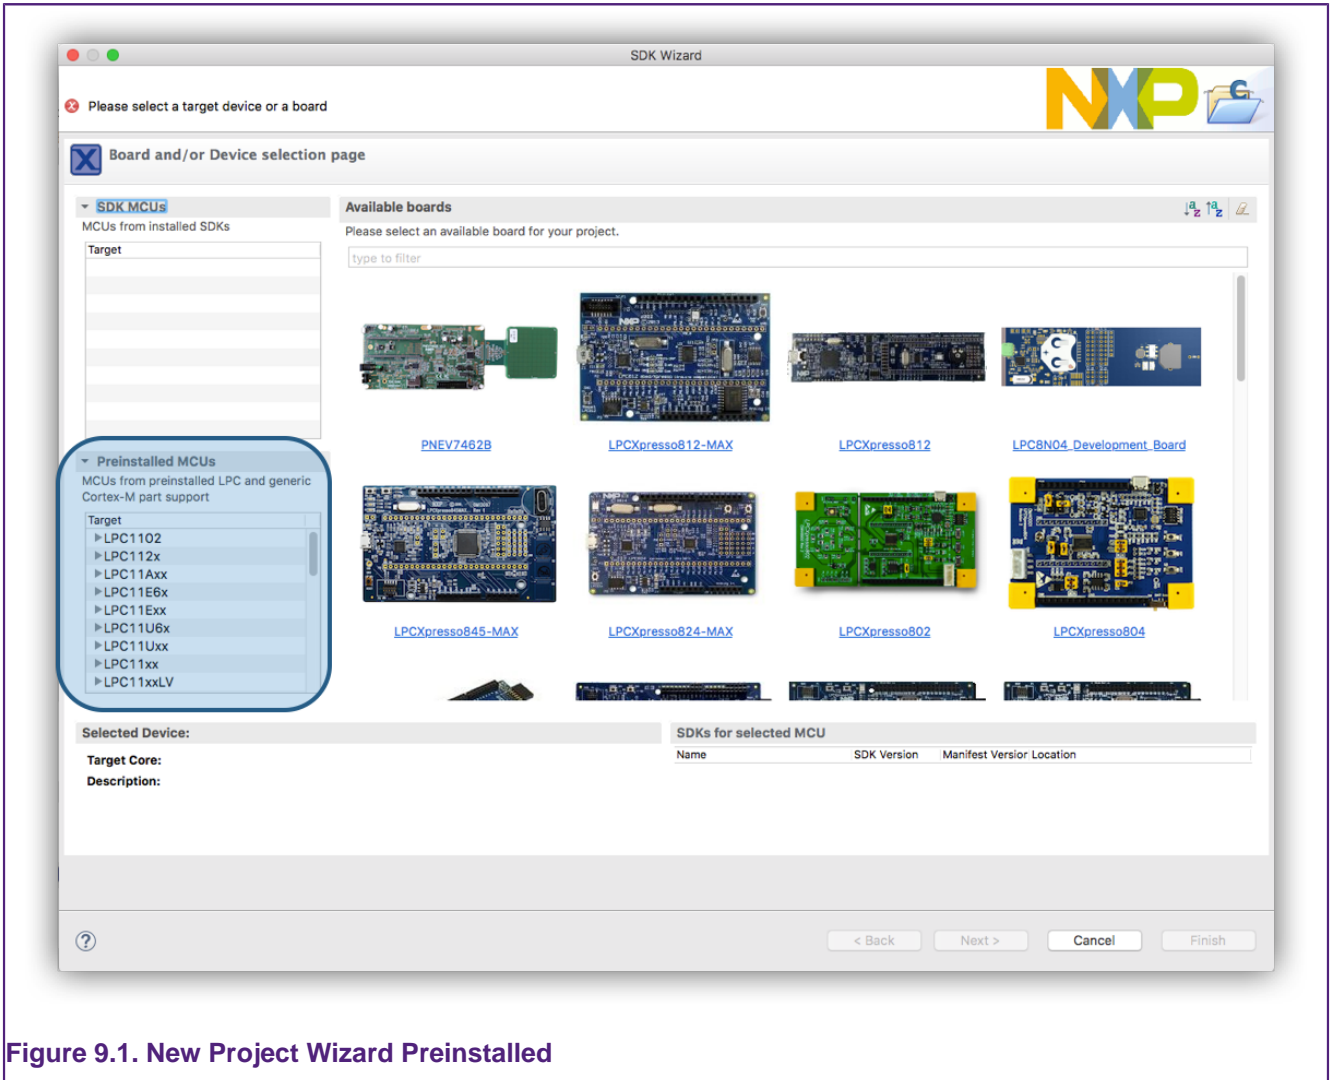 SDK Wizard
NXP
C
Please select a target device or a board
X
Board and/or Device selection page
SDK MCUs
MCUs from installed SDKs
Target
Available boards
Please select an available board for your project.
type to filter
PNEV7462B
LPCXpresso812-MAX
LPCXpresso812
LPC8N04_Development_Board
Preinstalled MCUs
MCUs from preinstalled LPC and generic
Cortex-M part support
Target
LPC1102
LPC112x
LPC11Axx
LPC11E6x
LPC11Exx
LPC11U6x
LPC11Uxx
LPC11xx
LPC11xxLV
LPCXpresso845-MAX
LPCXpresso824-MAX
LPCXpresso802
LPCXpresso804
Selected Device:
Target Core:
Description:
SDKs for selected MCU
Name SDK Version Manifest Versior Location
?
< Back Next > Cancel Finish
Figure 9.1. New Project Wizard Preinstalled